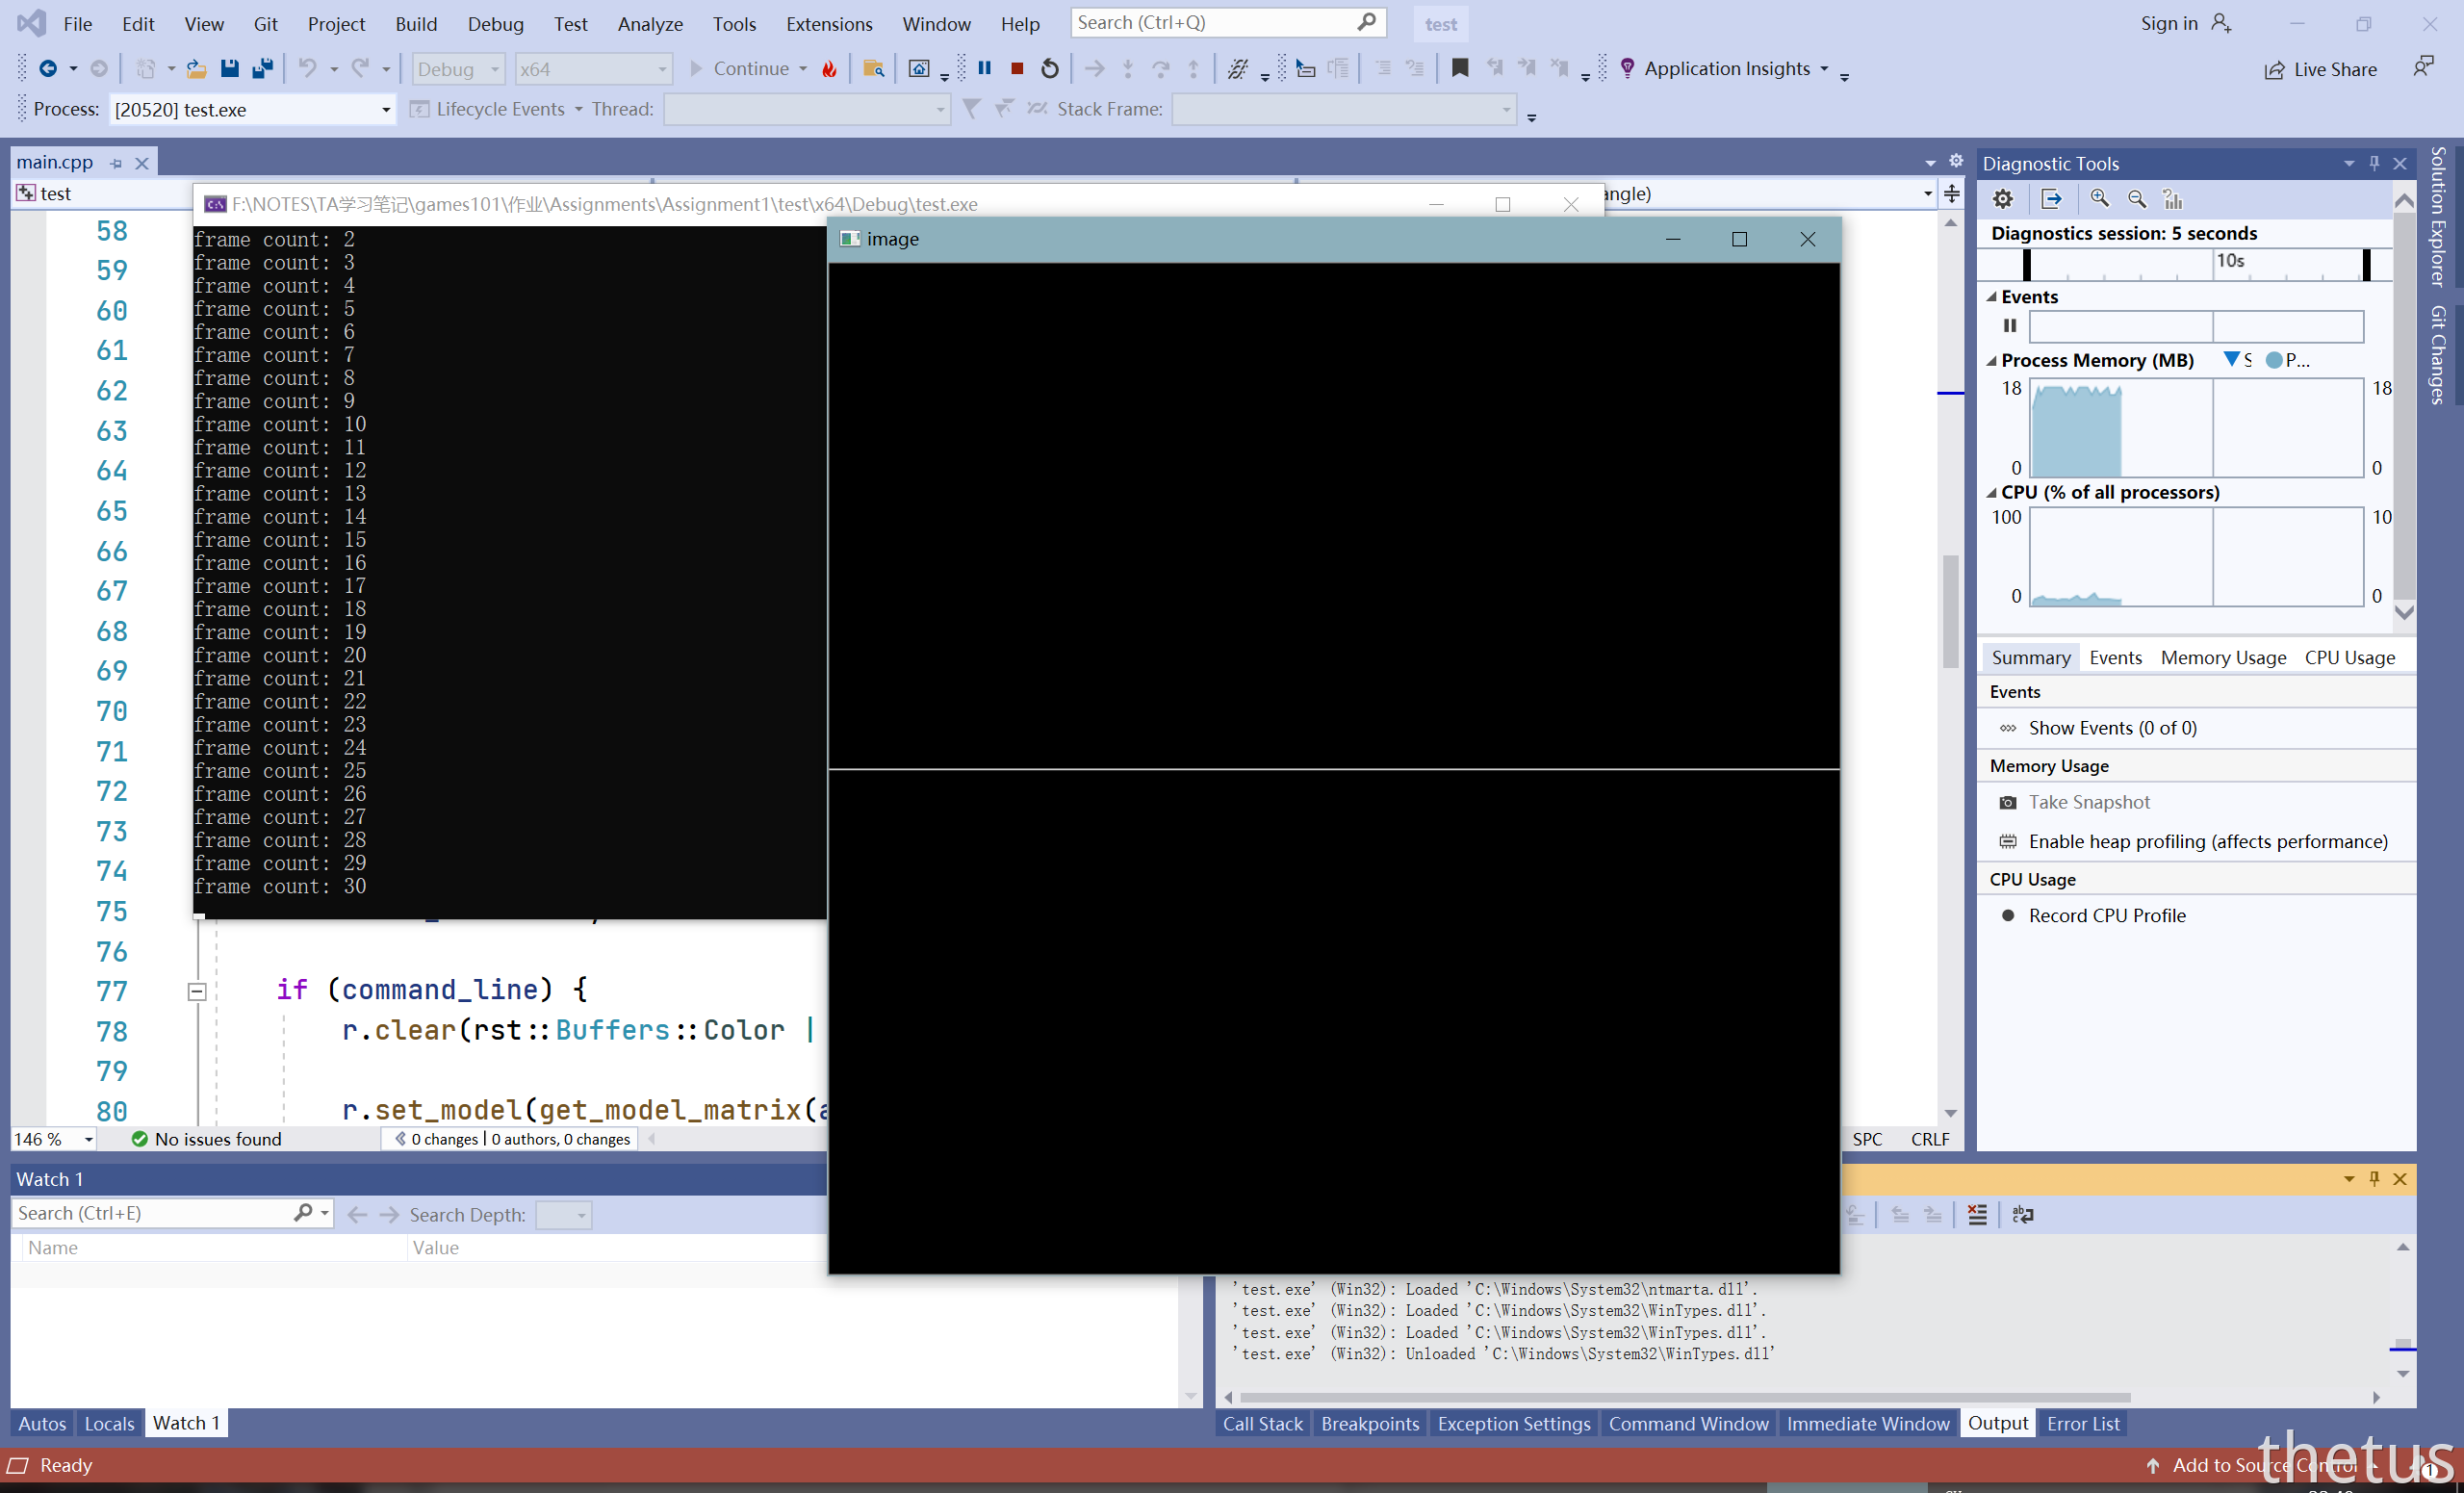 File Edit View Git Project Build Debug Test Analyze Tools Extensions Window Help Search (Ctrl+Q) test Sign in
Debug x64 Continue Application Insights Live Share
Process: [20520] test.exe Lifecycle Events Thread: Stack Frame:
main.cpp
test
angle)
F:\NOTES\TA学习笔记\games101\作业\Assignments\Assignment1\test\x64\Debug\test.exe
image
58
59
60
61
62
63
64
65
66
67
68
69
70
71
72
73
74
75
76
77
78
79
80
frame count: 2
frame count: 3
frame count: 4
frame count: 5
frame count: 6
frame count: 7
frame count: 8
frame count: 9
frame count: 10
frame count: 11
frame count: 12
frame count: 13
frame count: 14
frame count: 15
frame count: 16
frame count: 17
frame count: 18
frame count: 19
frame count: 20
frame count: 21
frame count: 22
frame count: 23
frame count: 24
frame count: 25
frame count: 26
frame count: 27
frame count: 28
frame count: 29
frame count: 30
if (command_line) {
r.clear(rst::Buffers::Color |
r.set_model(get_model_matrix(a
146 % No issues found 0 changes | 0 authors, 0 changes SPC CRLF
Diagnostic Tools
Diagnostics session: 5 seconds
10s
Events
Process Memory (MB) S P...
18 18
0 0
CPU (% of all processors)
100 10
0 0
Summary Events Memory Usage CPU Usage
Events
Show Events (0 of 0)
Memory Usage
Take Snapshot
Enable heap profiling (affects performance)
CPU Usage
Record CPU Profile
Solution Explorer
Git Changes
Watch 1
Search (Ctrl+E) Search Depth:
Name Value
'test.exe' (Win32): Loaded 'C:\Windows\System32\ntmarta.dll'.
'test.exe' (Win32): Loaded 'C:\Windows\System32\WinTypes.dll'.
'test.exe' (Win32): Loaded 'C:\Windows\System32\WinTypes.dll'.
'test.exe' (Win32): Unloaded 'C:\Windows\System32\WinTypes.dll'
Autos Locals Watch 1
Call Stack Breakpoints Exception Settings Command Window Immediate Window Output Error List
Ready
Add to Source Control
1
thetus